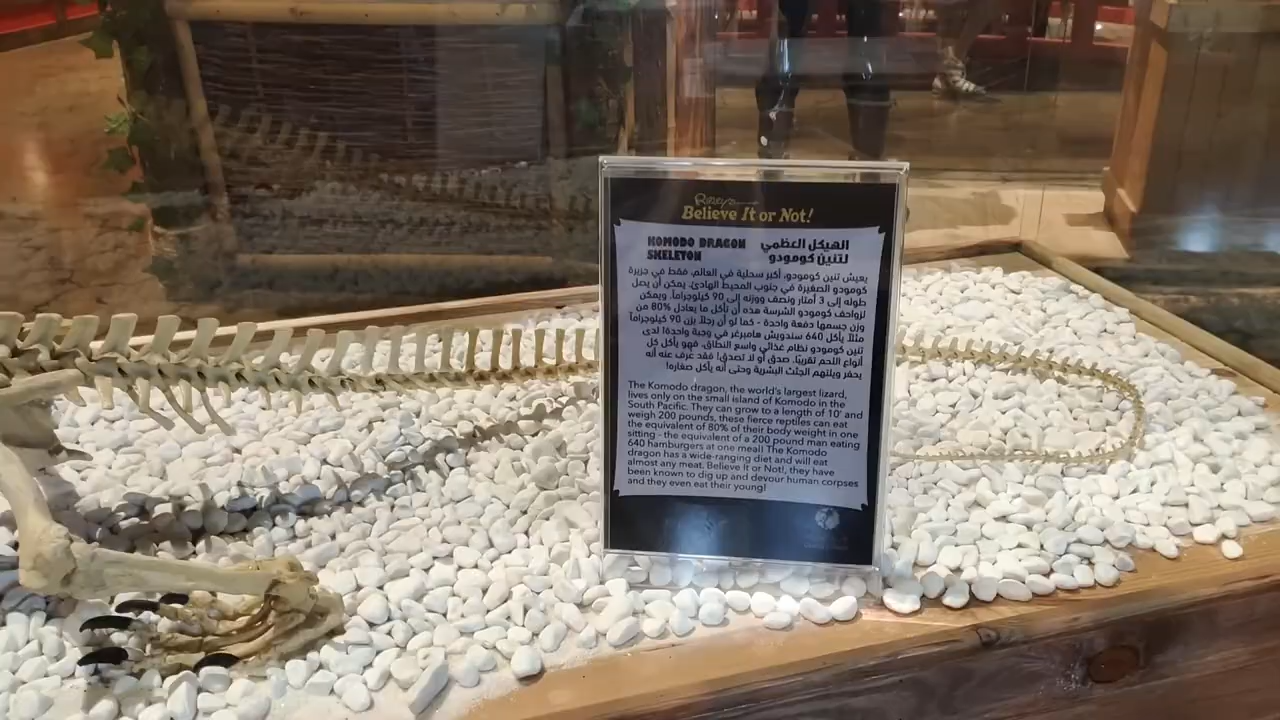 Ripley's
Believe It or Not!
KOMODO DRAGON
SKELETON
الهيكل العظمي
لتنين كومودو
يعيش تنين كومودو، أكبر سحلية في العالم، فقط في جزيرة
كومودو الصغيرة في جنوب المحيط الهادئ. يمكن أن يصل
طوله إلى 3 أمتار ونصف ووزنه إلى 90 كيلوجراماً. ويمكن
لزواحف كومودو الشرسة هذه أن تأكل ما يعادل 80% من
وزن جسمها دفعة واحدة - كما لو أن رجلاً يزن 90 كيلوجراماً
مثلاً يأكل 640 سندويش هامبرغر في وجبة واحدة! لدى
تنين كومودو نظام غذائي واسع النطاق، فهو يأكل كل
أنواع اللحم تقريبًا. صدق أو لا تصدق! فقد عرف عنه أنه
يحفر ويلتهم الجثث البشرية وحتى أنه يأكل صغاره!
The Komodo dragon, the world's largest lizard,
lives only on the small island of Komodo in the
South Pacific. They can grow to a length of 10' and
weigh 200 pounds, these fierce reptiles can eat
the equivalent of 80% of their body weight in one
sitting - the equivalent of a 200 pound man eating
640 hamburgers at one meal! The Komodo
dragon has a wide-ranging diet and will eat
almost any meat. Believe It or Not!, they have
been known to dig up and devour human corpses
and they even eat their young!